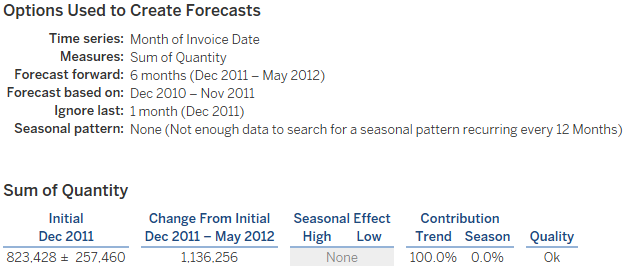 Options Used to Create Forecasts
Time series: Month of Invoice Date
Measures: Sum of Quantity
Forecast forward: 6 months (Dec 2011 – May 2012)
Forecast based on: Dec 2010 – Nov 2011
Ignore last: 1 month (Dec 2011)
Seasonal pattern: None (Not enough data to search for a seasonal pattern recurring every 12 Months)
Sum of Quantity
Initial Change From Initial Seasonal Effect Contribution
Dec 2011 Dec 2011 – May 2012 High Low Trend Season Quality
823,428 ± 257,460 1,136,256 None 100.0% 0.0% Ok